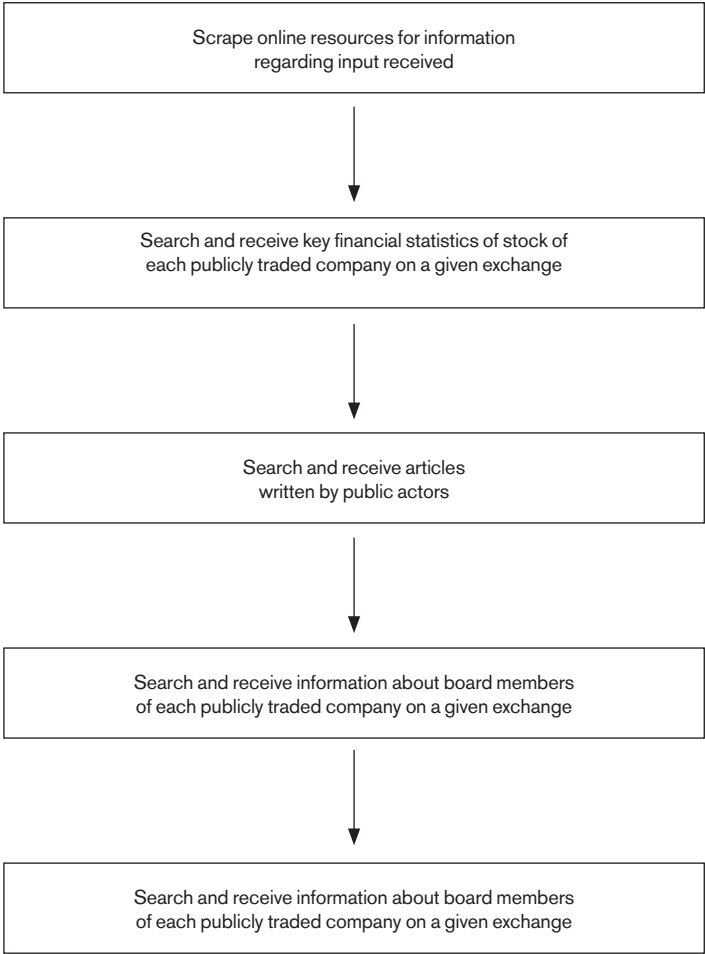 Scrape online resources for information
regarding input received
Search and receive key financial statistics of stock of
each publicly traded company on a given exchange
Search and receive articles
written by public actors
Search and receive information about board members
of each publicly traded company on a given exchange
Search and receive information about board members
of each publicly traded company on a given exchange